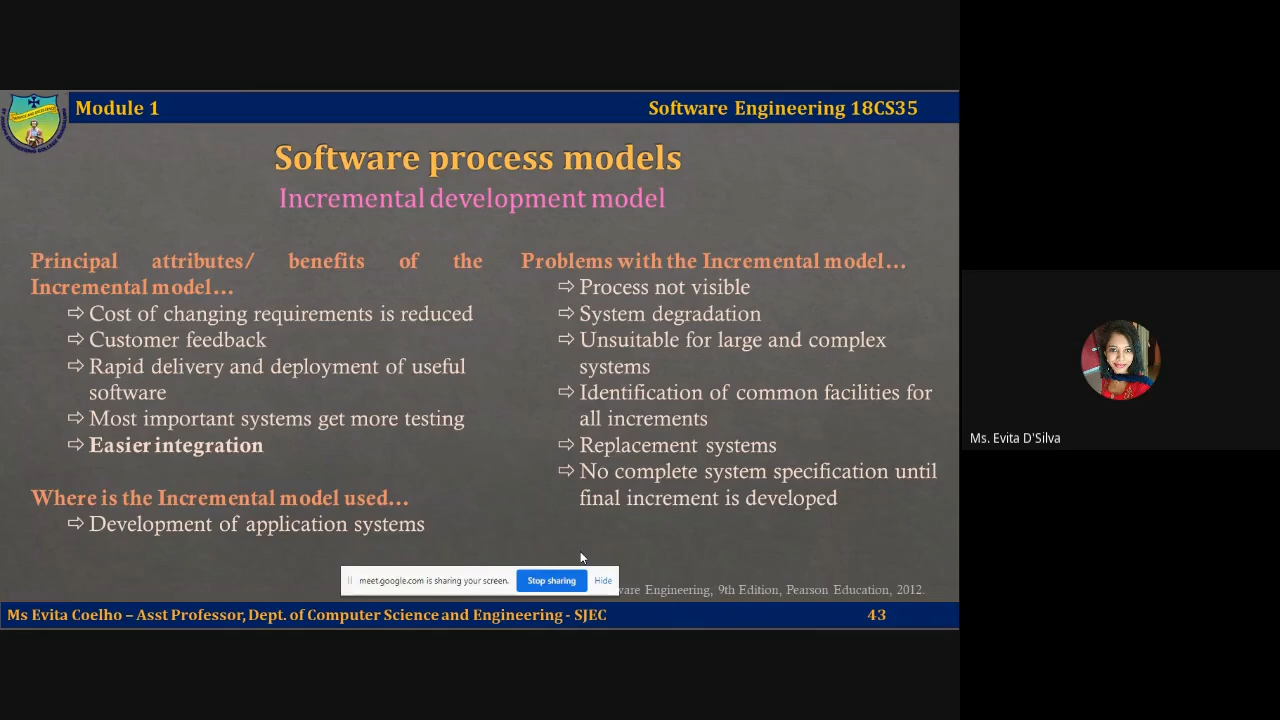 Module 1
Software Engineering 18CS35
Software process models
Incremental development model
Principal attributes/ benefits of the
Incremental model...
⇨ Cost of changing requirements is reduced
⇨ Customer feedback
⇨ Rapid delivery and deployment of useful
software
⇨ Most important systems get more testing
⇨ Easier integration
Where is the Incremental model used...
⇨ Development of application systems
Problems with the Incremental model...
⇨ Process not visible
⇨ System degradation
⇨ Unsuitable for large and complex
systems
⇨ Identification of common facilities for
all increments
⇨ Replacement systems
⇨ No complete system specification until
final increment is developed
meet.google.com is sharing your screen. Stop sharing Hide
Engineering, 9th Edition, Pearson Education, 2012.
Ms Evita Coelho – Asst Professor, Dept. of Computer Science and Engineering - SJEC
43
Ms. Evita D'Silva